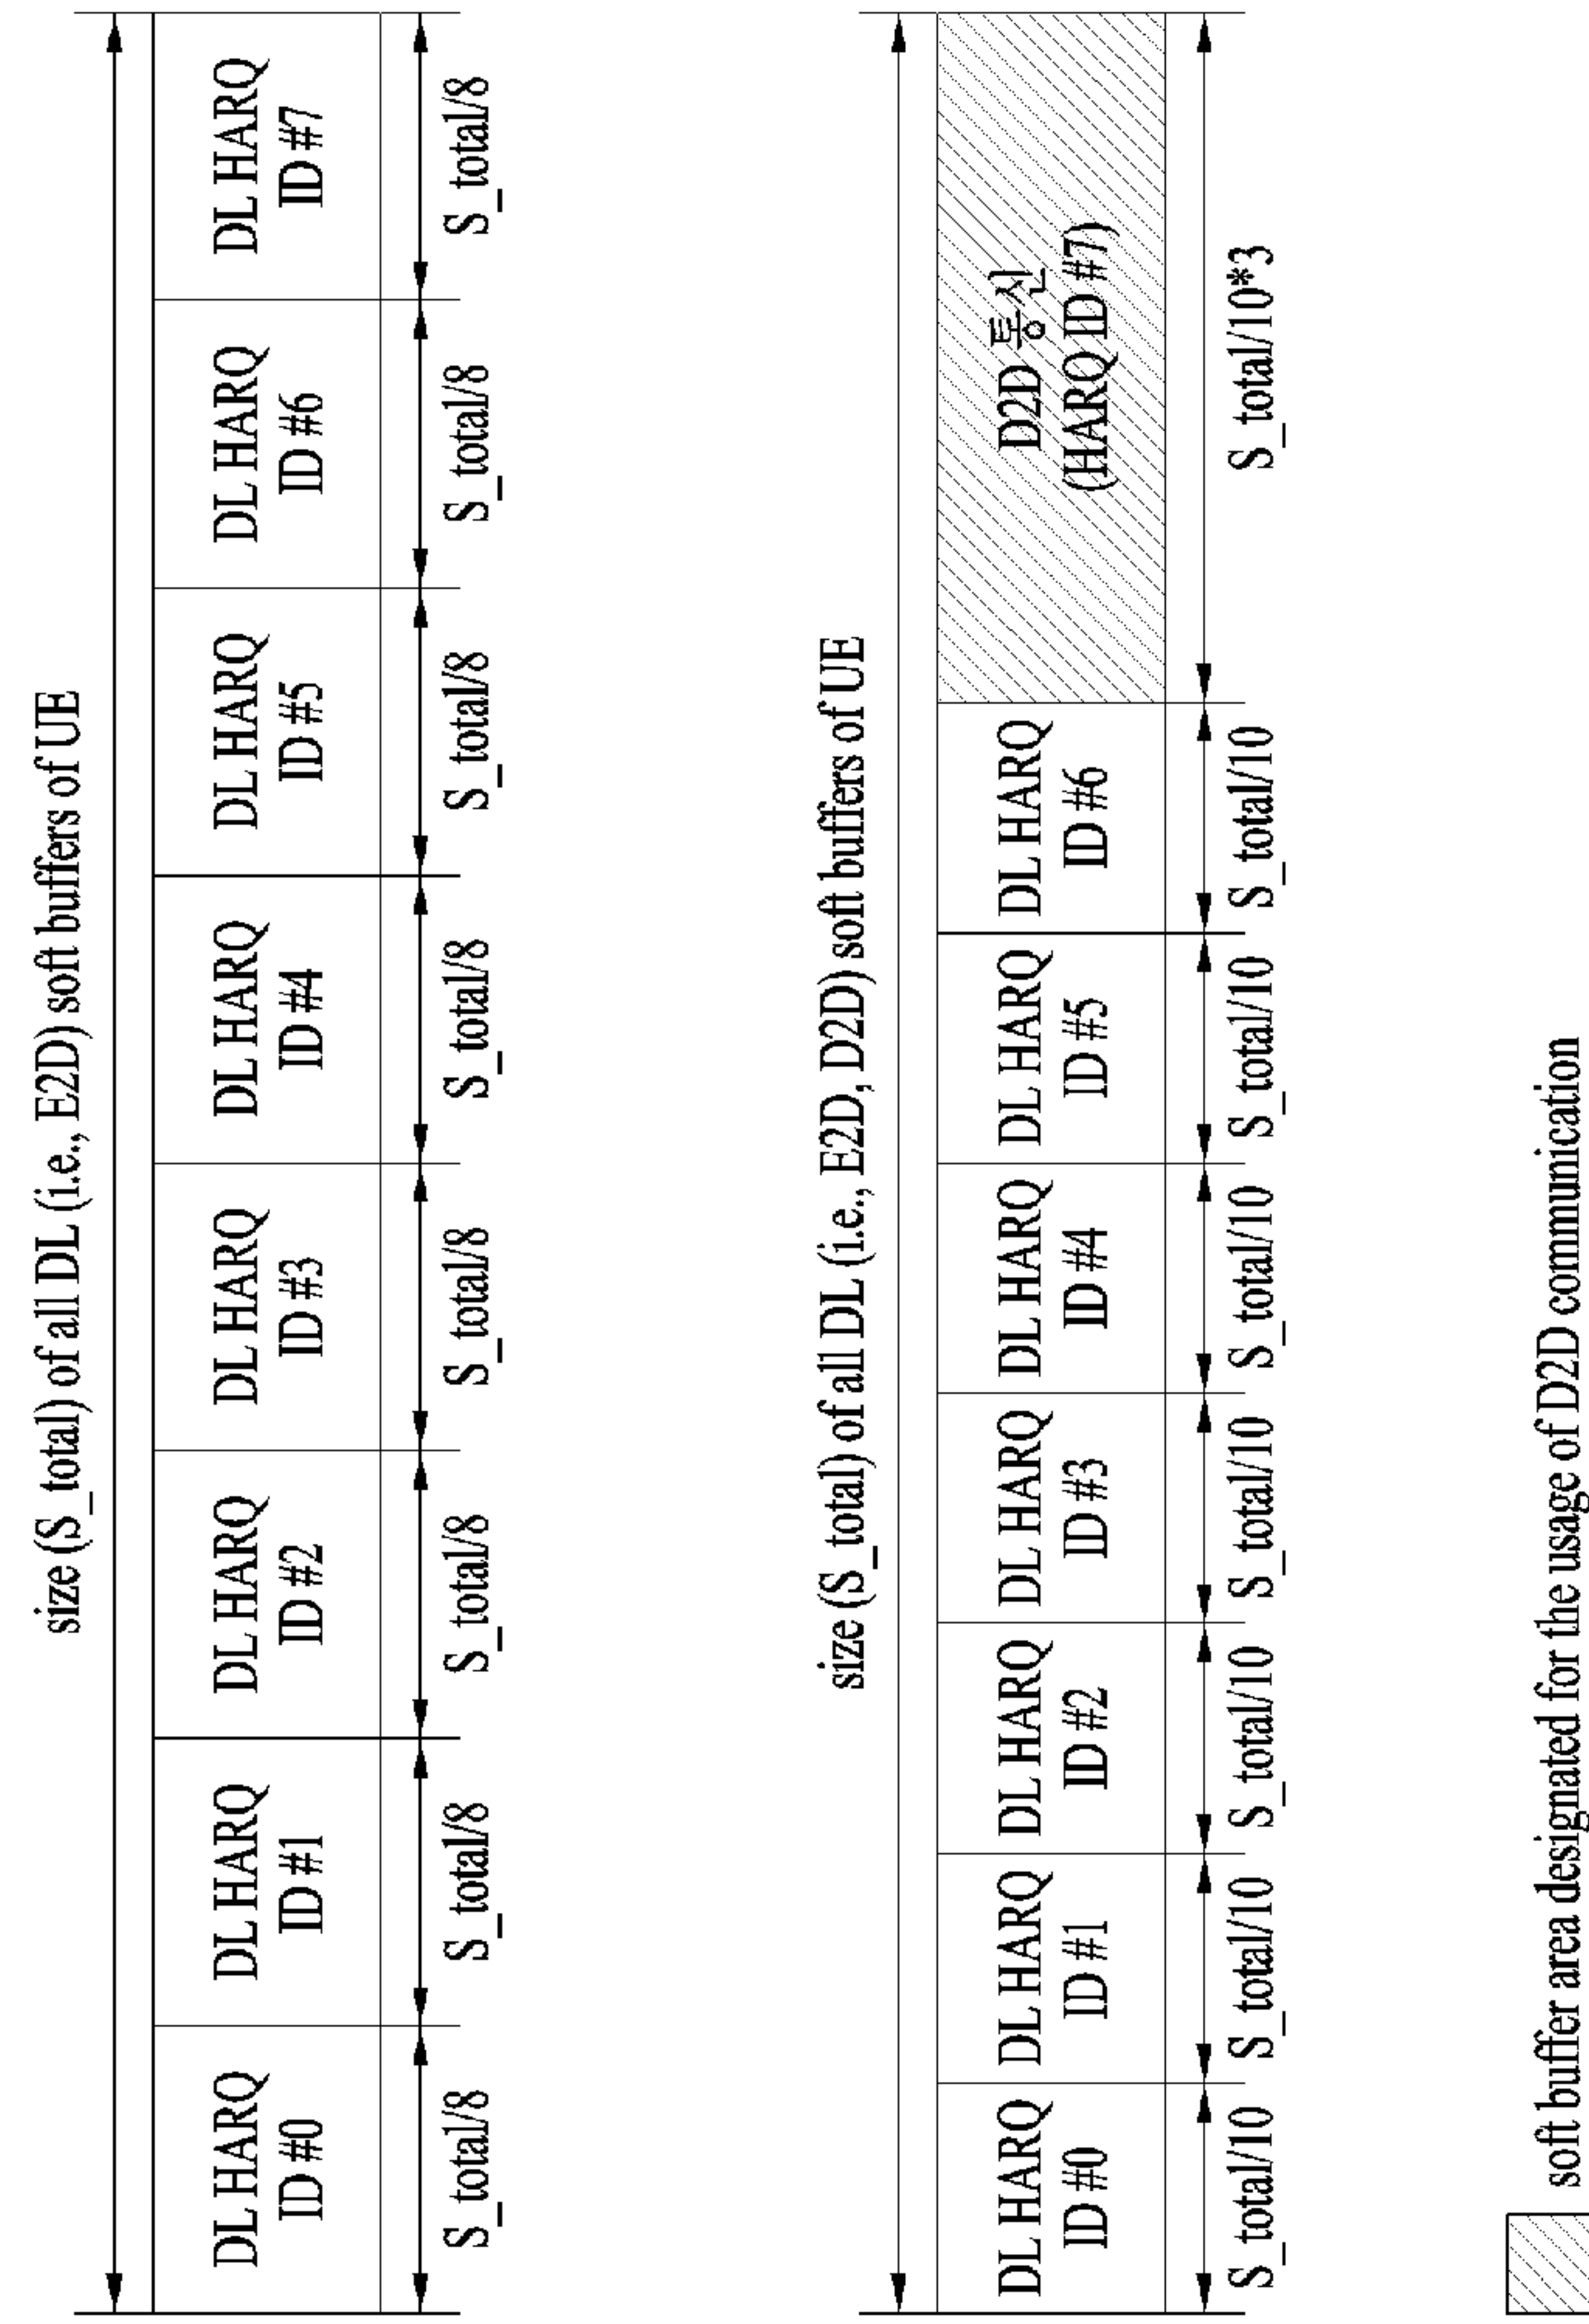 size (S_total) of all DL (i.e., E2D) soft buffers of UE
DL HARQ
ID #0
DL HARQ
ID #1
DL HARQ
ID #2
DL HARQ
ID #3
DL HARQ
ID #4
DL HARQ
ID #5
DL HARQ
ID #6
DL HARQ
ID #7
S_total/8
S_total/8
S_total/8
S_total/8
S_total/8
S_total/8
S_total/8
S_total/8
size (S_total) of all DL (i.e., E2D, D2D) soft buffers of UE
DL HARQ
ID #0
DL HARQ
ID #1
DL HARQ
ID #2
DL HARQ
ID #3
DL HARQ
ID #4
DL HARQ
ID #5
DL HARQ
ID #6
D2D 통신
(HARQ ID #7)
S_total/10
S_total/10
S_total/10
S_total/10
S_total/10
S_total/10
S_total/10
S_total/10*3
soft buffer area designated for the usage of D2D communication